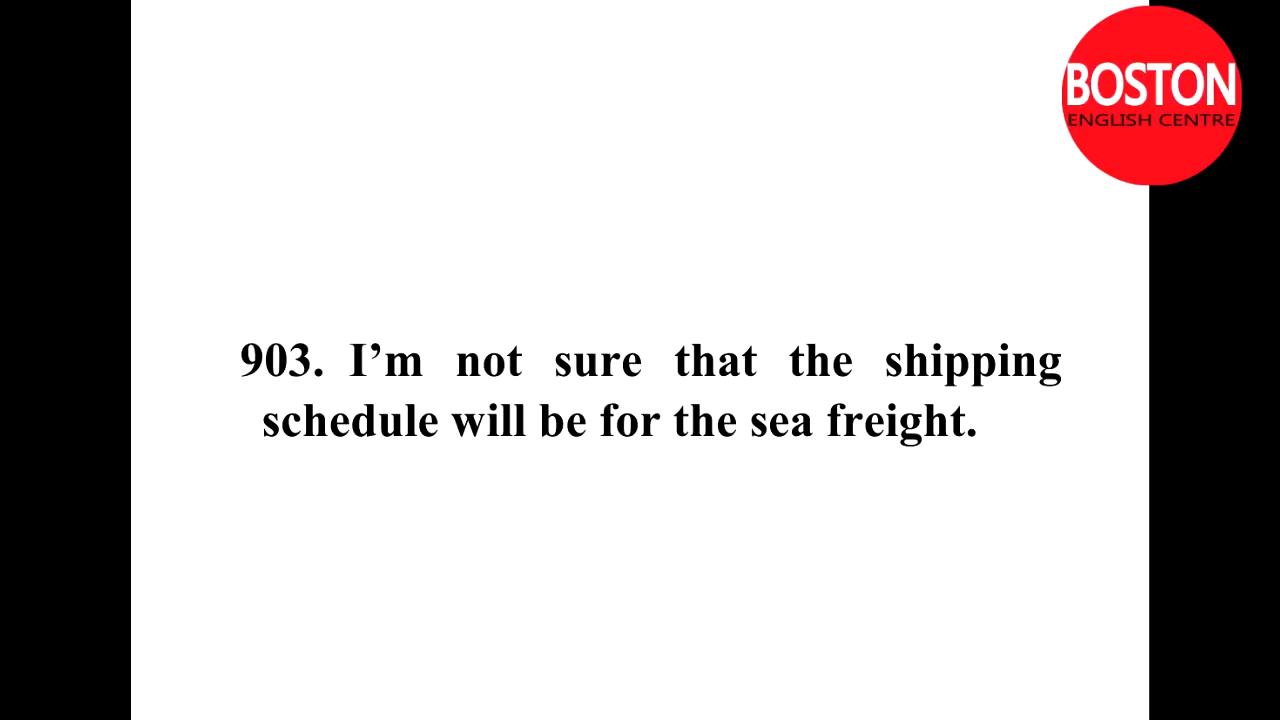 BOSTON
ENGLISH CENTRE
903. I’m not sure that the shipping
schedule will be for the sea freight.